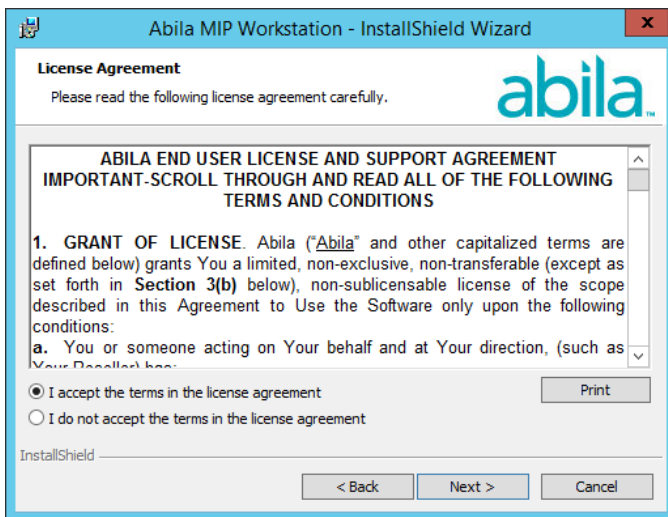 Abila MIP Workstation - InstallShield Wizard
x
License Agreement
Please read the following license agreement carefully.
abila™
ABILA END USER LICENSE AND SUPPORT AGREEMENT
IMPORTANT-SCROLL THROUGH AND READ ALL OF THE FOLLOWING
TERMS AND CONDITIONS
1. GRANT OF LICENSE. Abila (“Abila” and other capitalized terms are
defined below) grants You a limited, non-exclusive, non-transferable (except as
set forth in Section 3(b) below), non-sublicensable license of the scope
described in this Agreement to Use the Software only upon the following
conditions:
a. You or someone acting on Your behalf and at Your direction, (such as
Your Reseller) has:
I accept the terms in the license agreement
Print
I do not accept the terms in the license agreement
InstallShield
< Back
Next >
Cancel